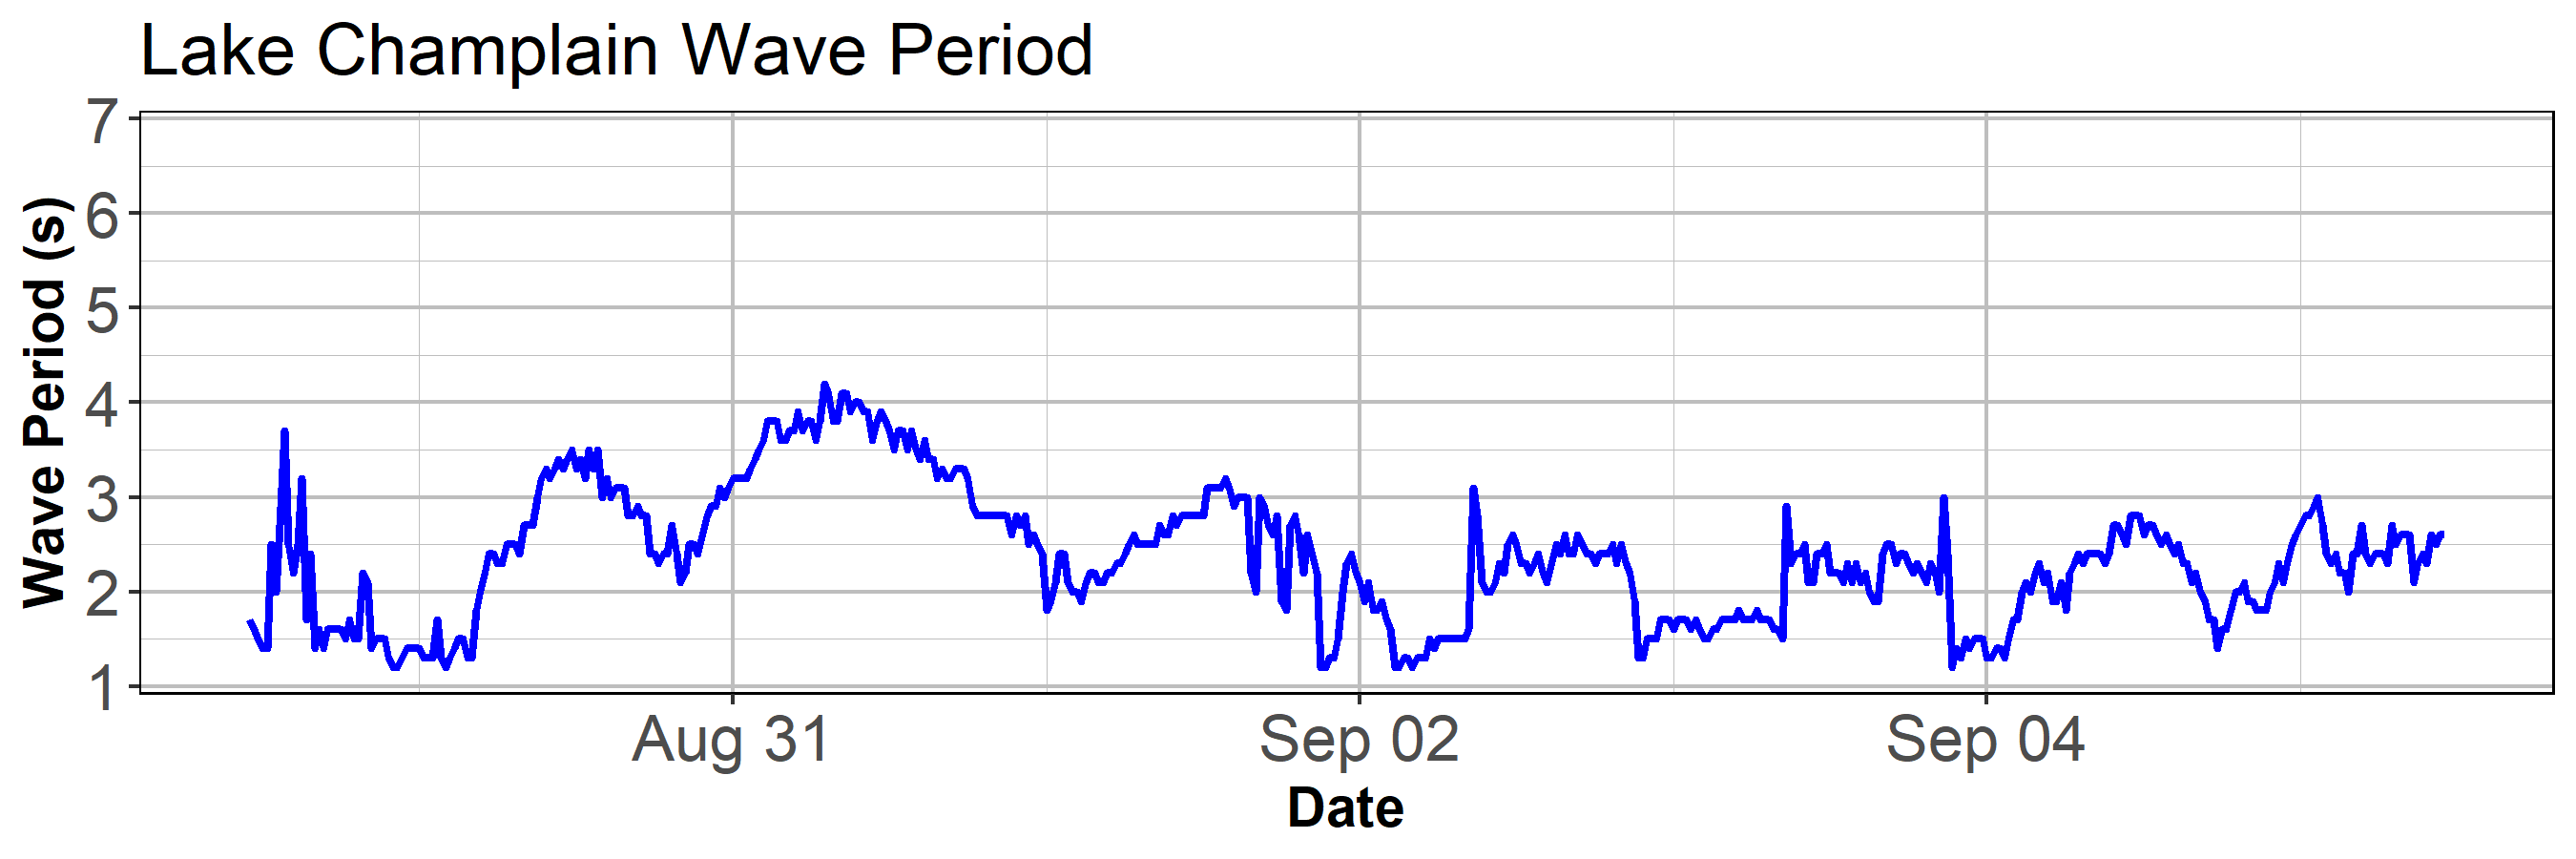 Lake Champlain Wave Period
Wave Period (s)
7
6
5
4
3
2
1
Aug 31
Sep 02
Sep 04
Date